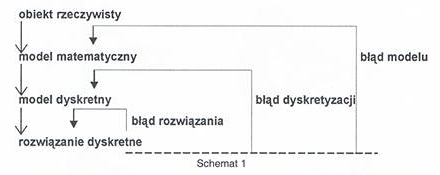 obiekt rzeczywisty
model matematyczny
błąd modelu
model dyskretny
błąd dyskretyzacji
błąd rozwiązania
rozwiązanie dyskretne
Schemat 1